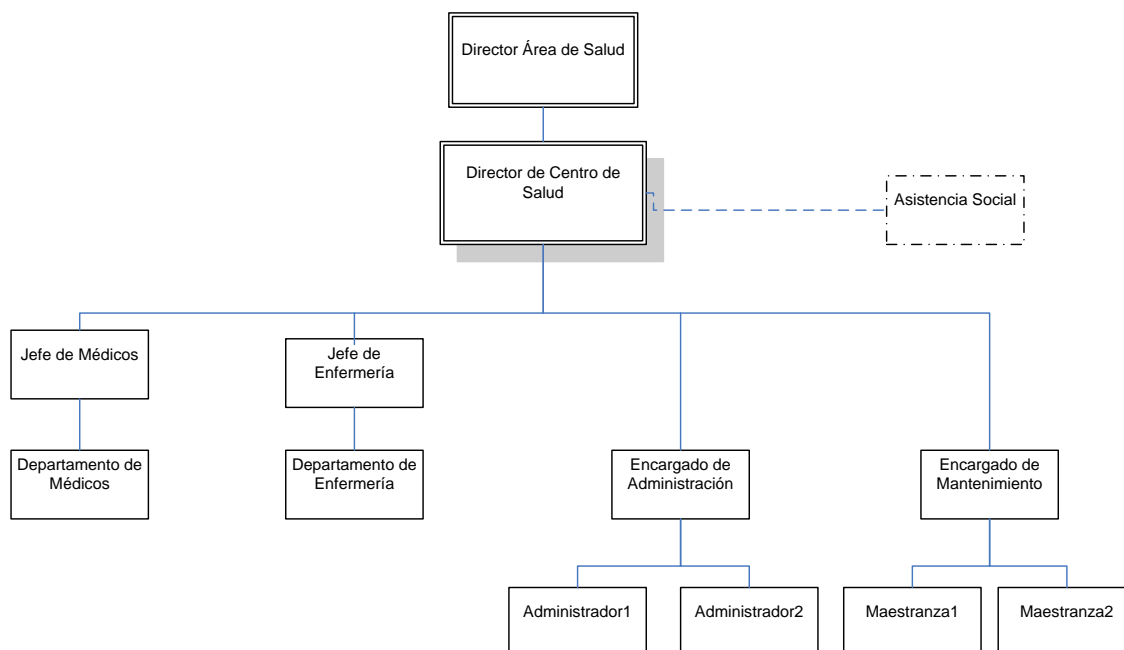 Director Área de Salud
Director de Centro de
Salud
Asistencia Social
Jefe de Médicos
Jefe de
Enfermería
Departamento de
Médicos
Departamento de
Enfermería
Encargado de
Administración
Encargado de
Mantenimiento
Administrador1
Administrador2
Maestranza1
Maestranza2